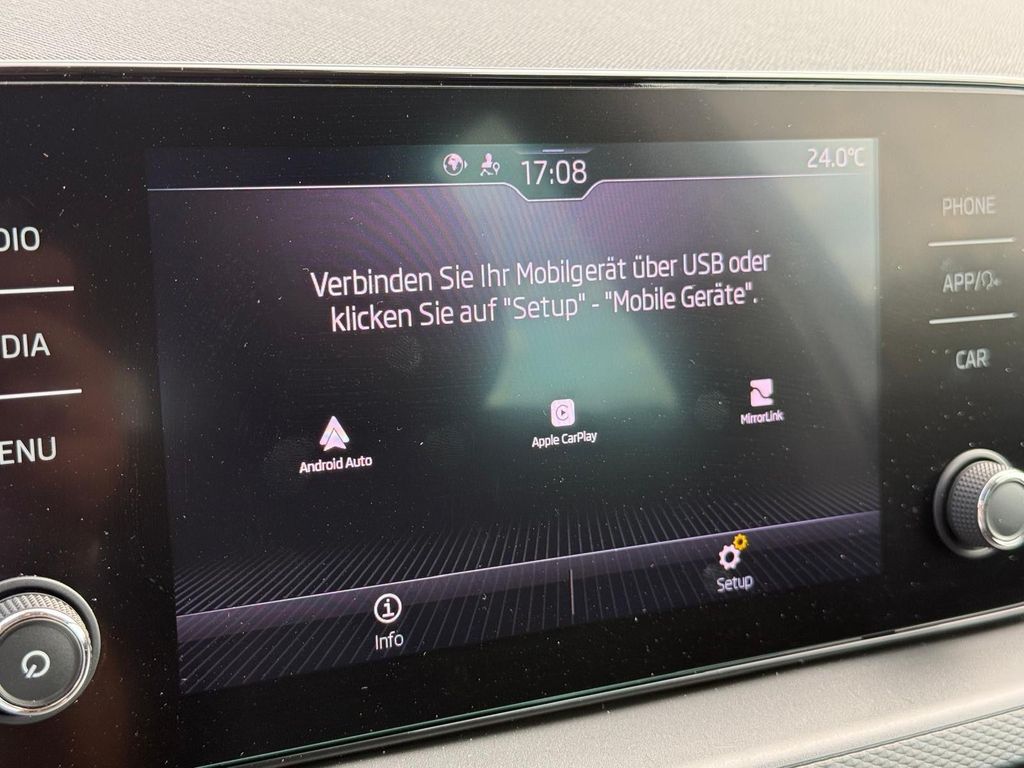 17:08
24.0°C
DIO
DIA
ENU
PHONE
APP/
CAR
Verbinden Sie Ihr Mobilgerät über USB oder
klicken Sie auf "Setup" - "Mobile Geräte".
Android Auto
Apple CarPlay
MirrorLink
Info
Setup